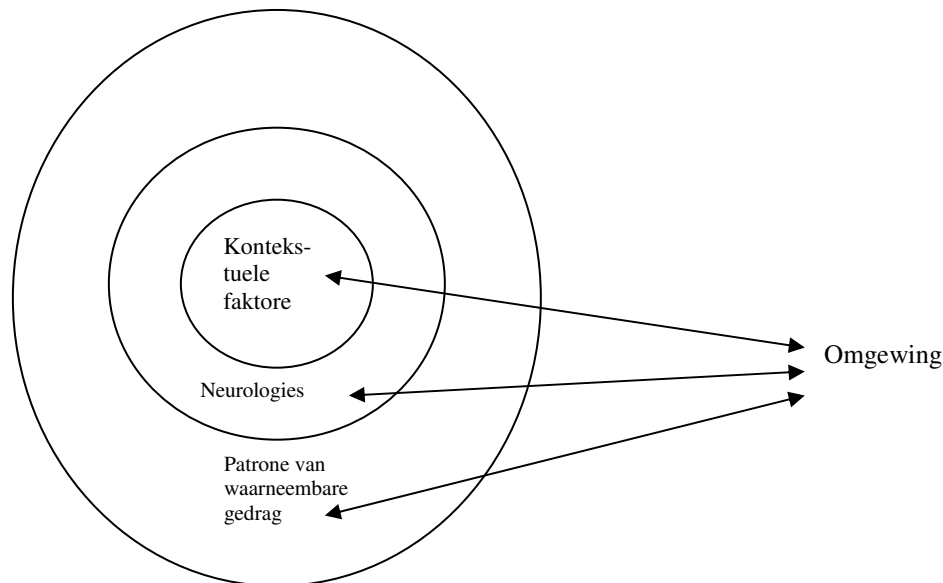 Konteks-
tuele
faktore
Omgewing
Neurologies
Patrone van
waarneembare
gedrag